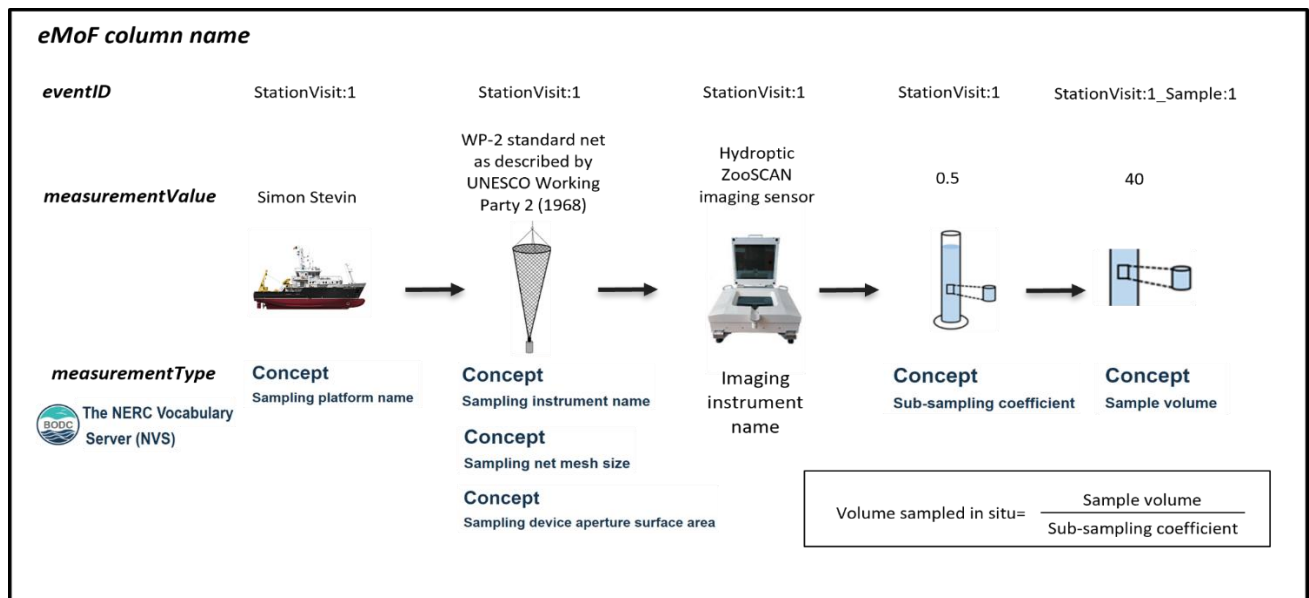 eMoF column name
eventID
StationVisit:1
StationVisit:1
StationVisit:1
StationVisit:1
StationVisit:1_Sample:1
measurementValue
Simon Stevin
WP-2 standard net
as described by
UNESCO Working
Party 2 (1968)
Hydroptic
ZooSCAN
imaging sensor
0.5
40
measurementType
BODC
The NERC Vocabulary
Server (NVS)
Concept
Sampling platform name
Concept
Sampling instrument name
Concept
Sampling net mesh size
Concept
Sampling device aperture surface area
Imaging
instrument
name
Concept
Sub-sampling coefficient
Concept
Sample volume
Volume sampled in situ=
Sample volume
Sub-sampling coefficient